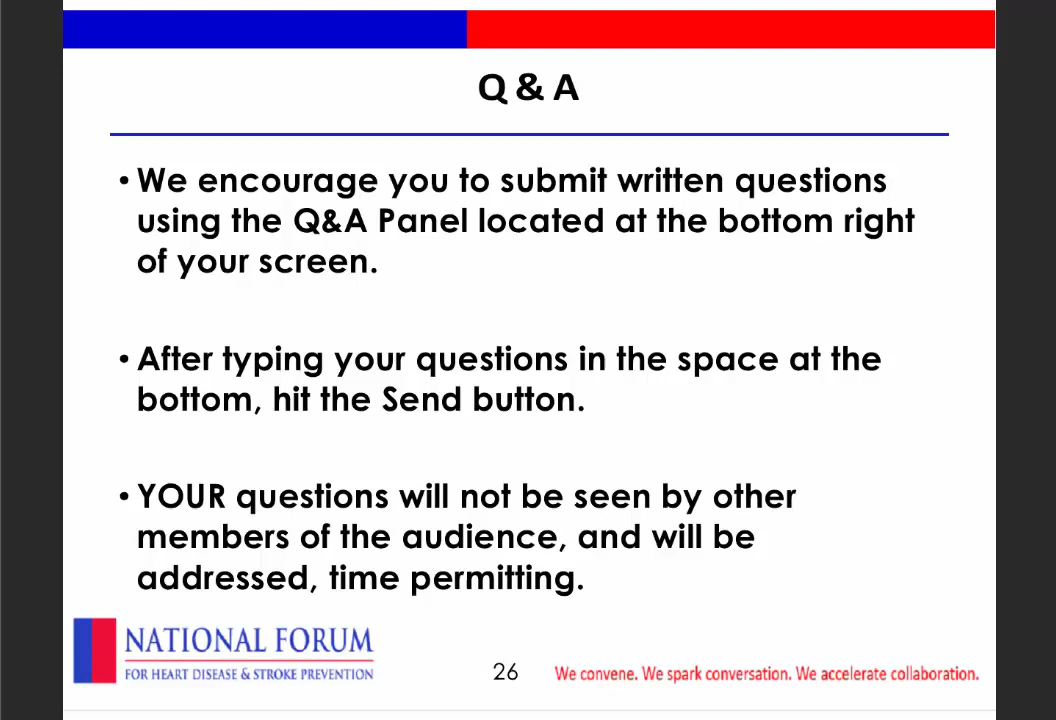 Q & A
• We encourage you to submit written questions
using the Q&A Panel located at the bottom right
of your screen.
• After typing your questions in the space at the
bottom, hit the Send button.
• YOUR questions will not be seen by other
members of the audience, and will be
addressed, time permitting.
NATIONAL FORUM
FOR HEART DISEASE & STROKE PREVENTION
26
We convene. We spark conversation. We accelerate collaboration.